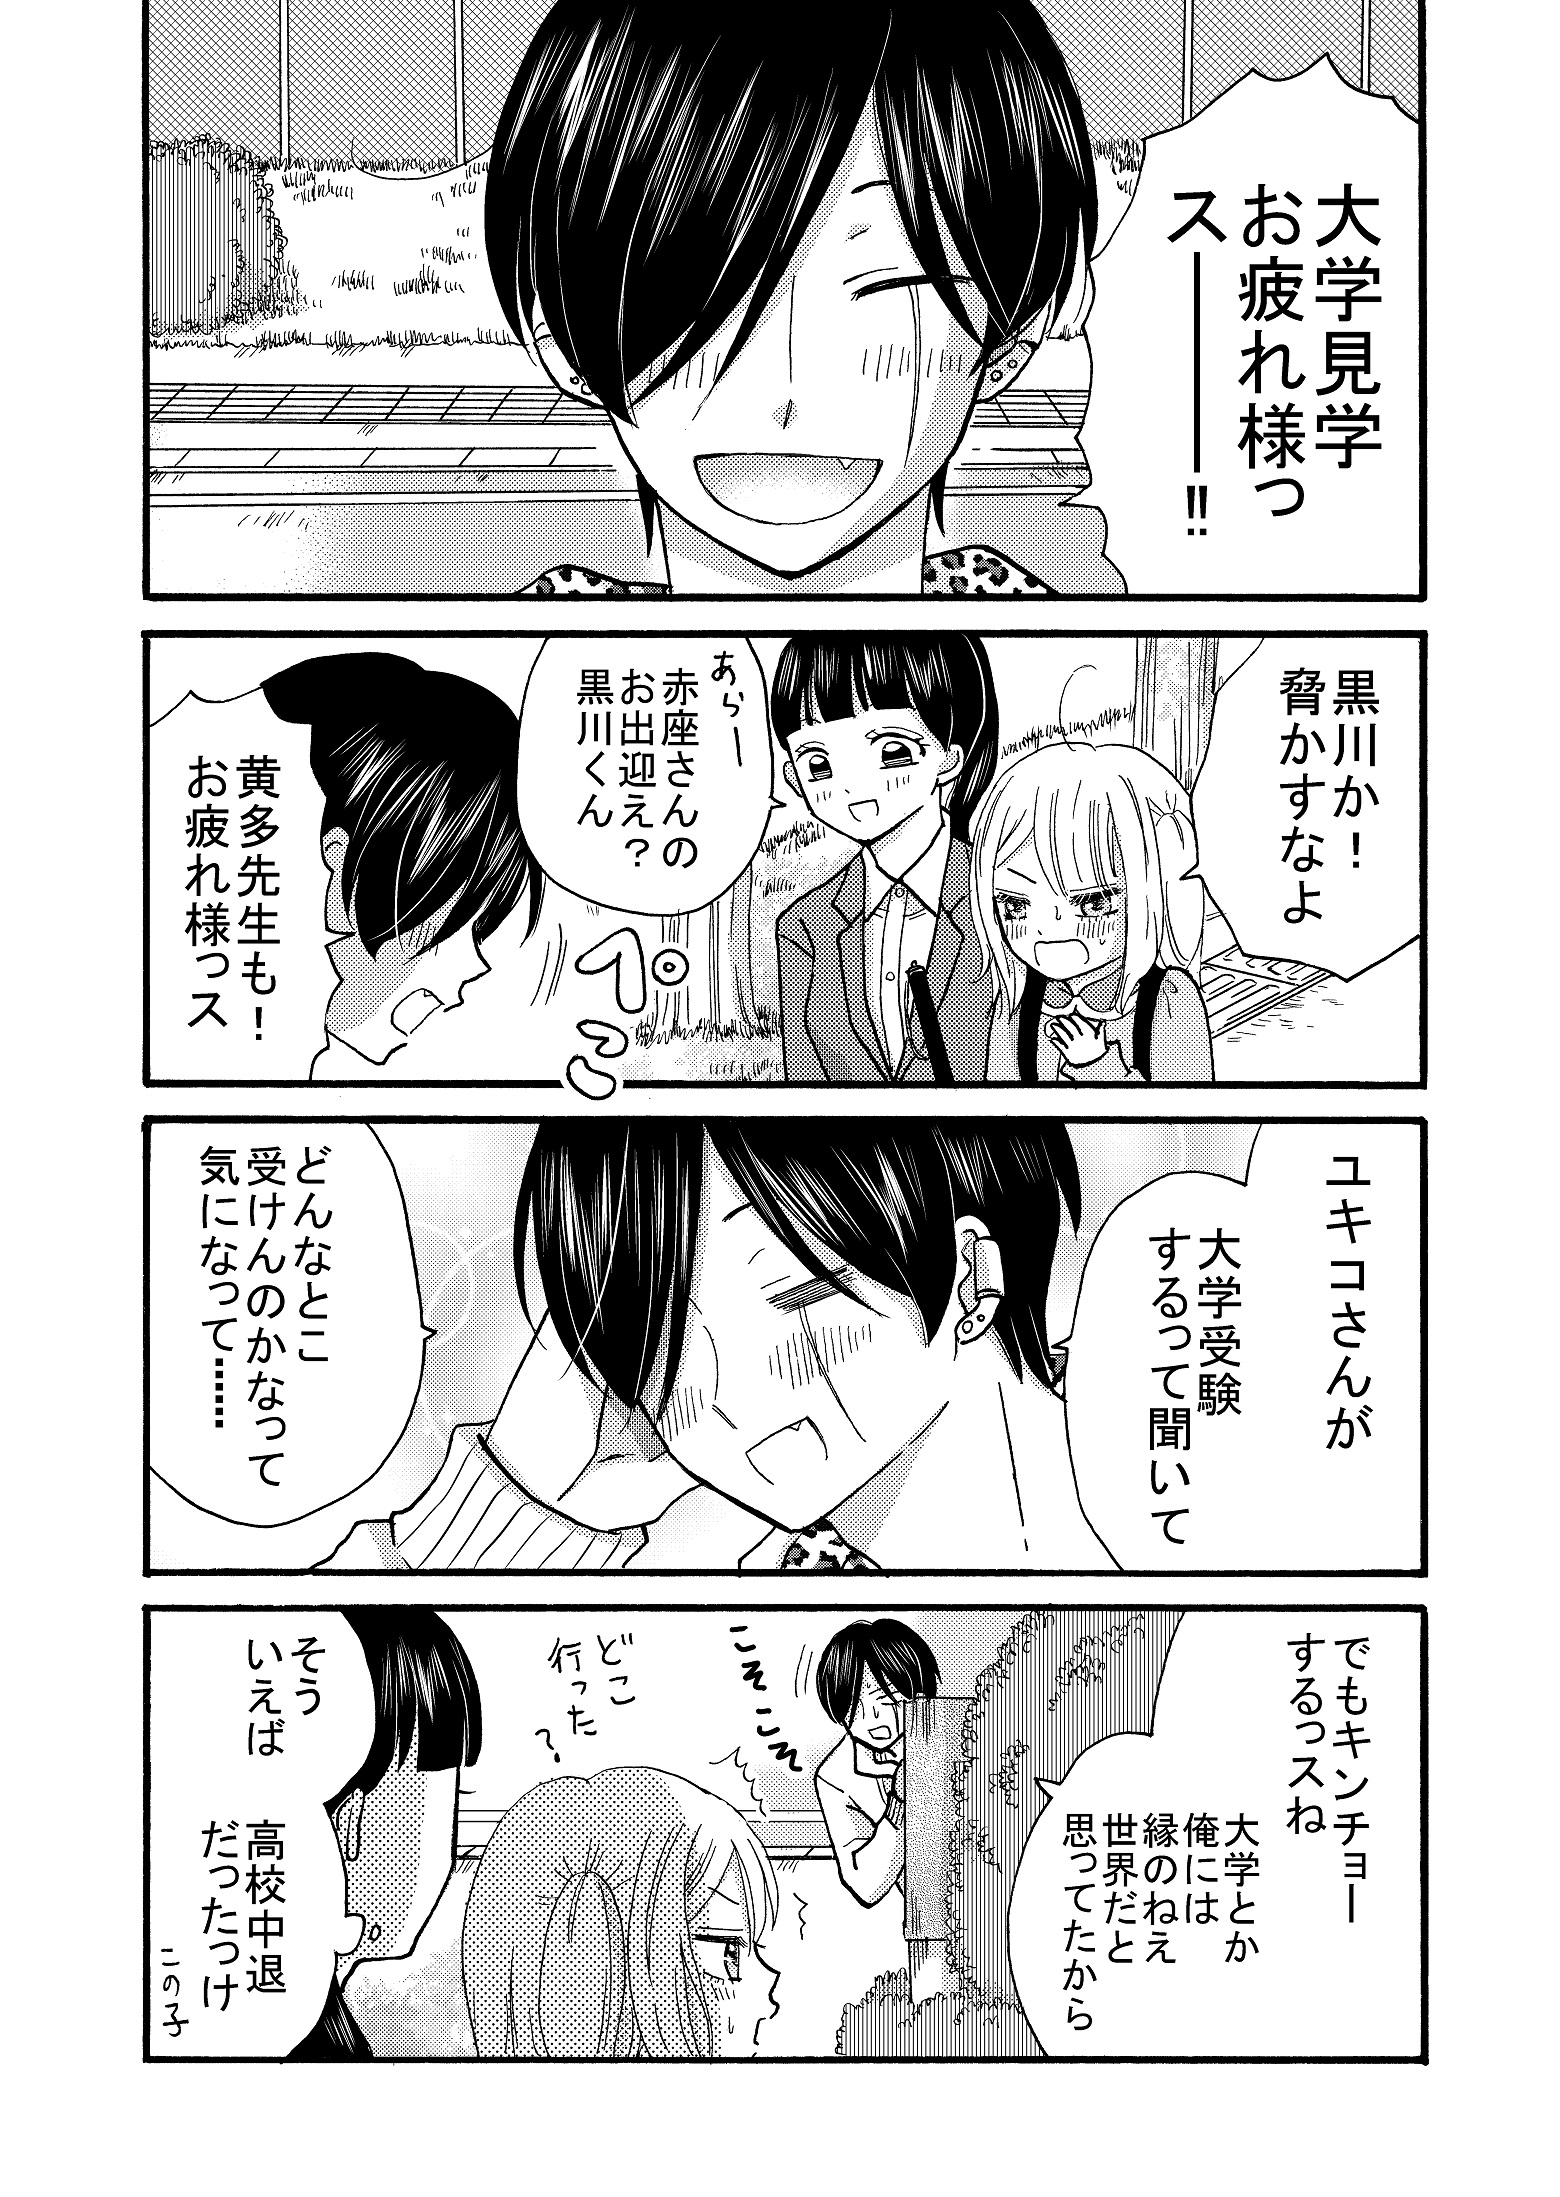 大学見学
お疲れ様っ
スーーー!!
黒川か！
脅かすなよ
あらー
赤座さんの
お出迎え？
黒川くん
ぺこ
黄多先生も！
お疲れ様っス
ユキコさんが
大学受験
するって聞いて
どんなとこ
受けんのかなって
気になって……
でもキンチョー
するっスね
大学とか
俺には
縁のねえ
世界だと
思ってたから
こそこそ
どこ
行った？
そう
いえば
高校中退
だったっけ
この子